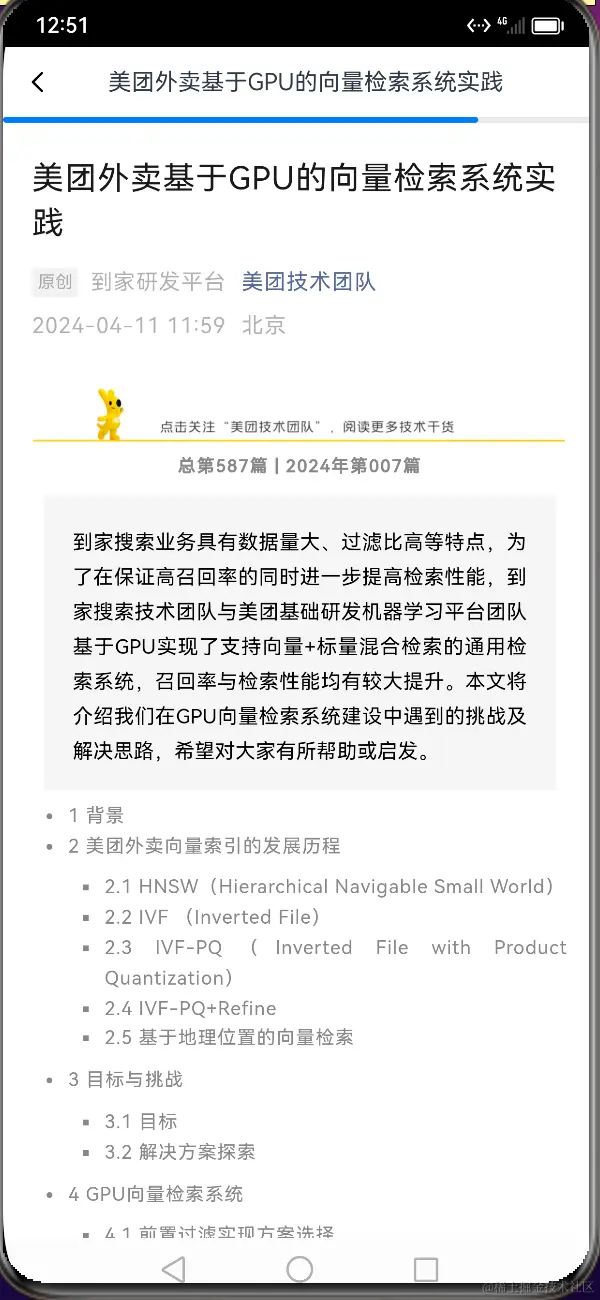 12:51
4G
美团外卖基于GPU的向量检索系统实践
美团外卖基于GPU的向量检索系统实
践
原创 到家研发平台 美团技术团队
2024-04-11 11:59 北京
点击关注“美团技术团队”，阅读更多技术干货
总第587篇 | 2024年第007篇
到家搜索业务具有数据量大、过滤比高等特点，为
了在保证高召回率的同时进一步提高检索性能，到
家搜索技术团队与美团基础研发机器学习平台团队
基于GPU实现了支持向量+标量混合检索的通用检
索系统，召回率与检索性能均有较大提升。本文将
介绍我们在GPU向量检索系统建设中遇到的挑战及
解决思路，希望对大家有所帮助或启发。
• 1 背景
• 2 美团外卖向量索引的发展历程
▪ 2.1 HNSW（Hierarchical Navigable Small World）
▪ 2.2 IVF （Inverted File）
▪ 2.3 IVF-PQ （Inverted File with Product
Quantization）
▪ 2.4 IVF-PQ+Refine
▪ 2.5 基于地理位置的向量检索
• 3 目标与挑战
▪ 3.1 目标
▪ 3.2 解决方案探索
• 4 GPU向量检索系统
▪ 4.1 前置过滤实现方案选择
@稀土掘金技术社区